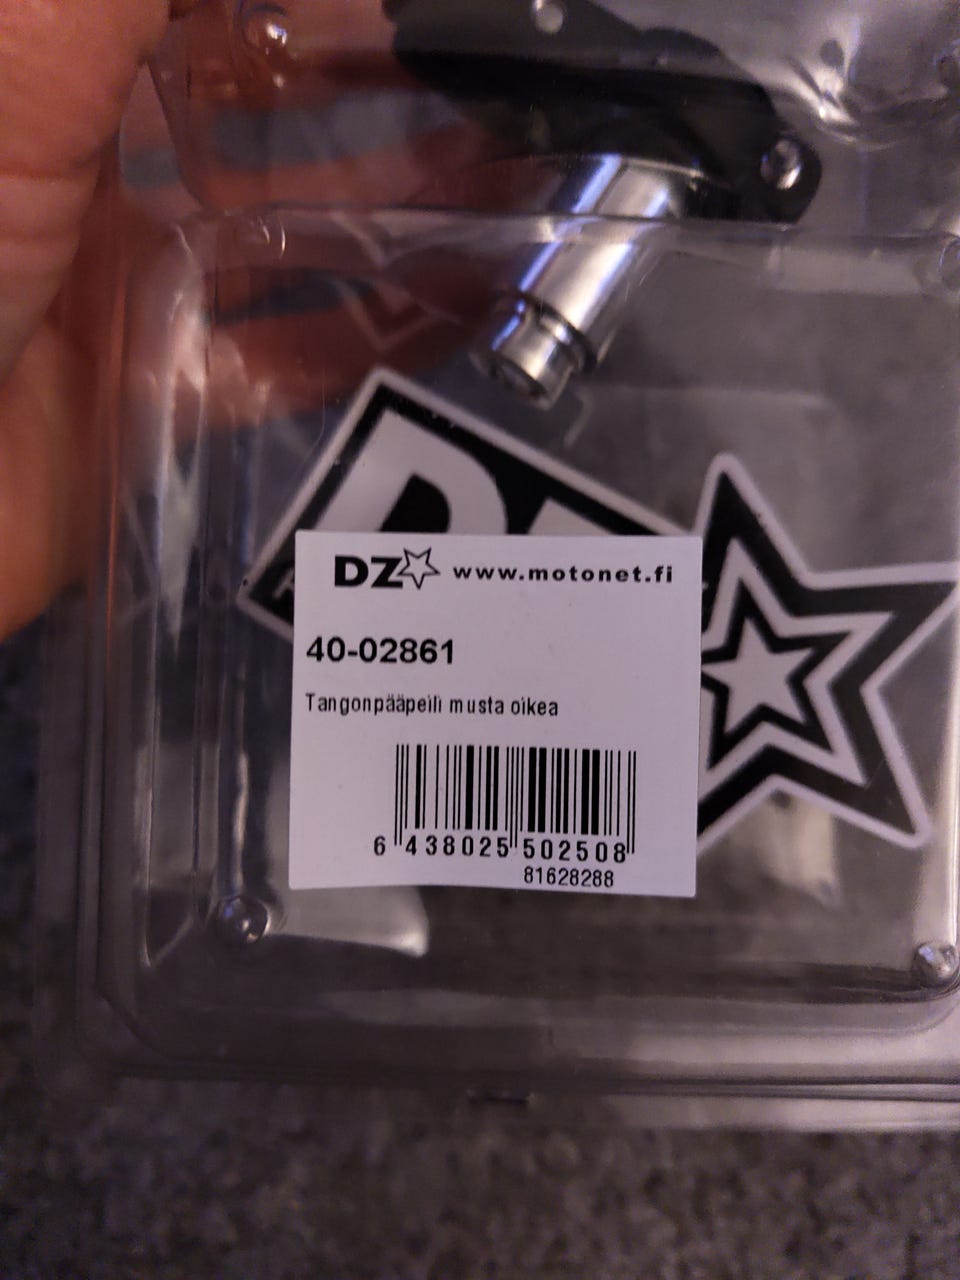 DZ www.motonet.fi
40-02861
Tangonpääpeili musta oikea
6 438025 502508
81628288